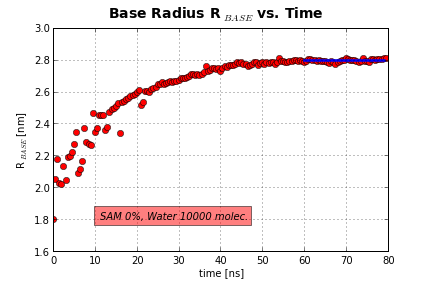 Base Radius R BASE vs. Time
3.0
2.8
2.6
2.4
2.2
2.0
1.8
1.6
R BASE [nm]
SAM 0%, Water 10000 molec.
0 10 20 30 40 50 60 70 80
time [ns]